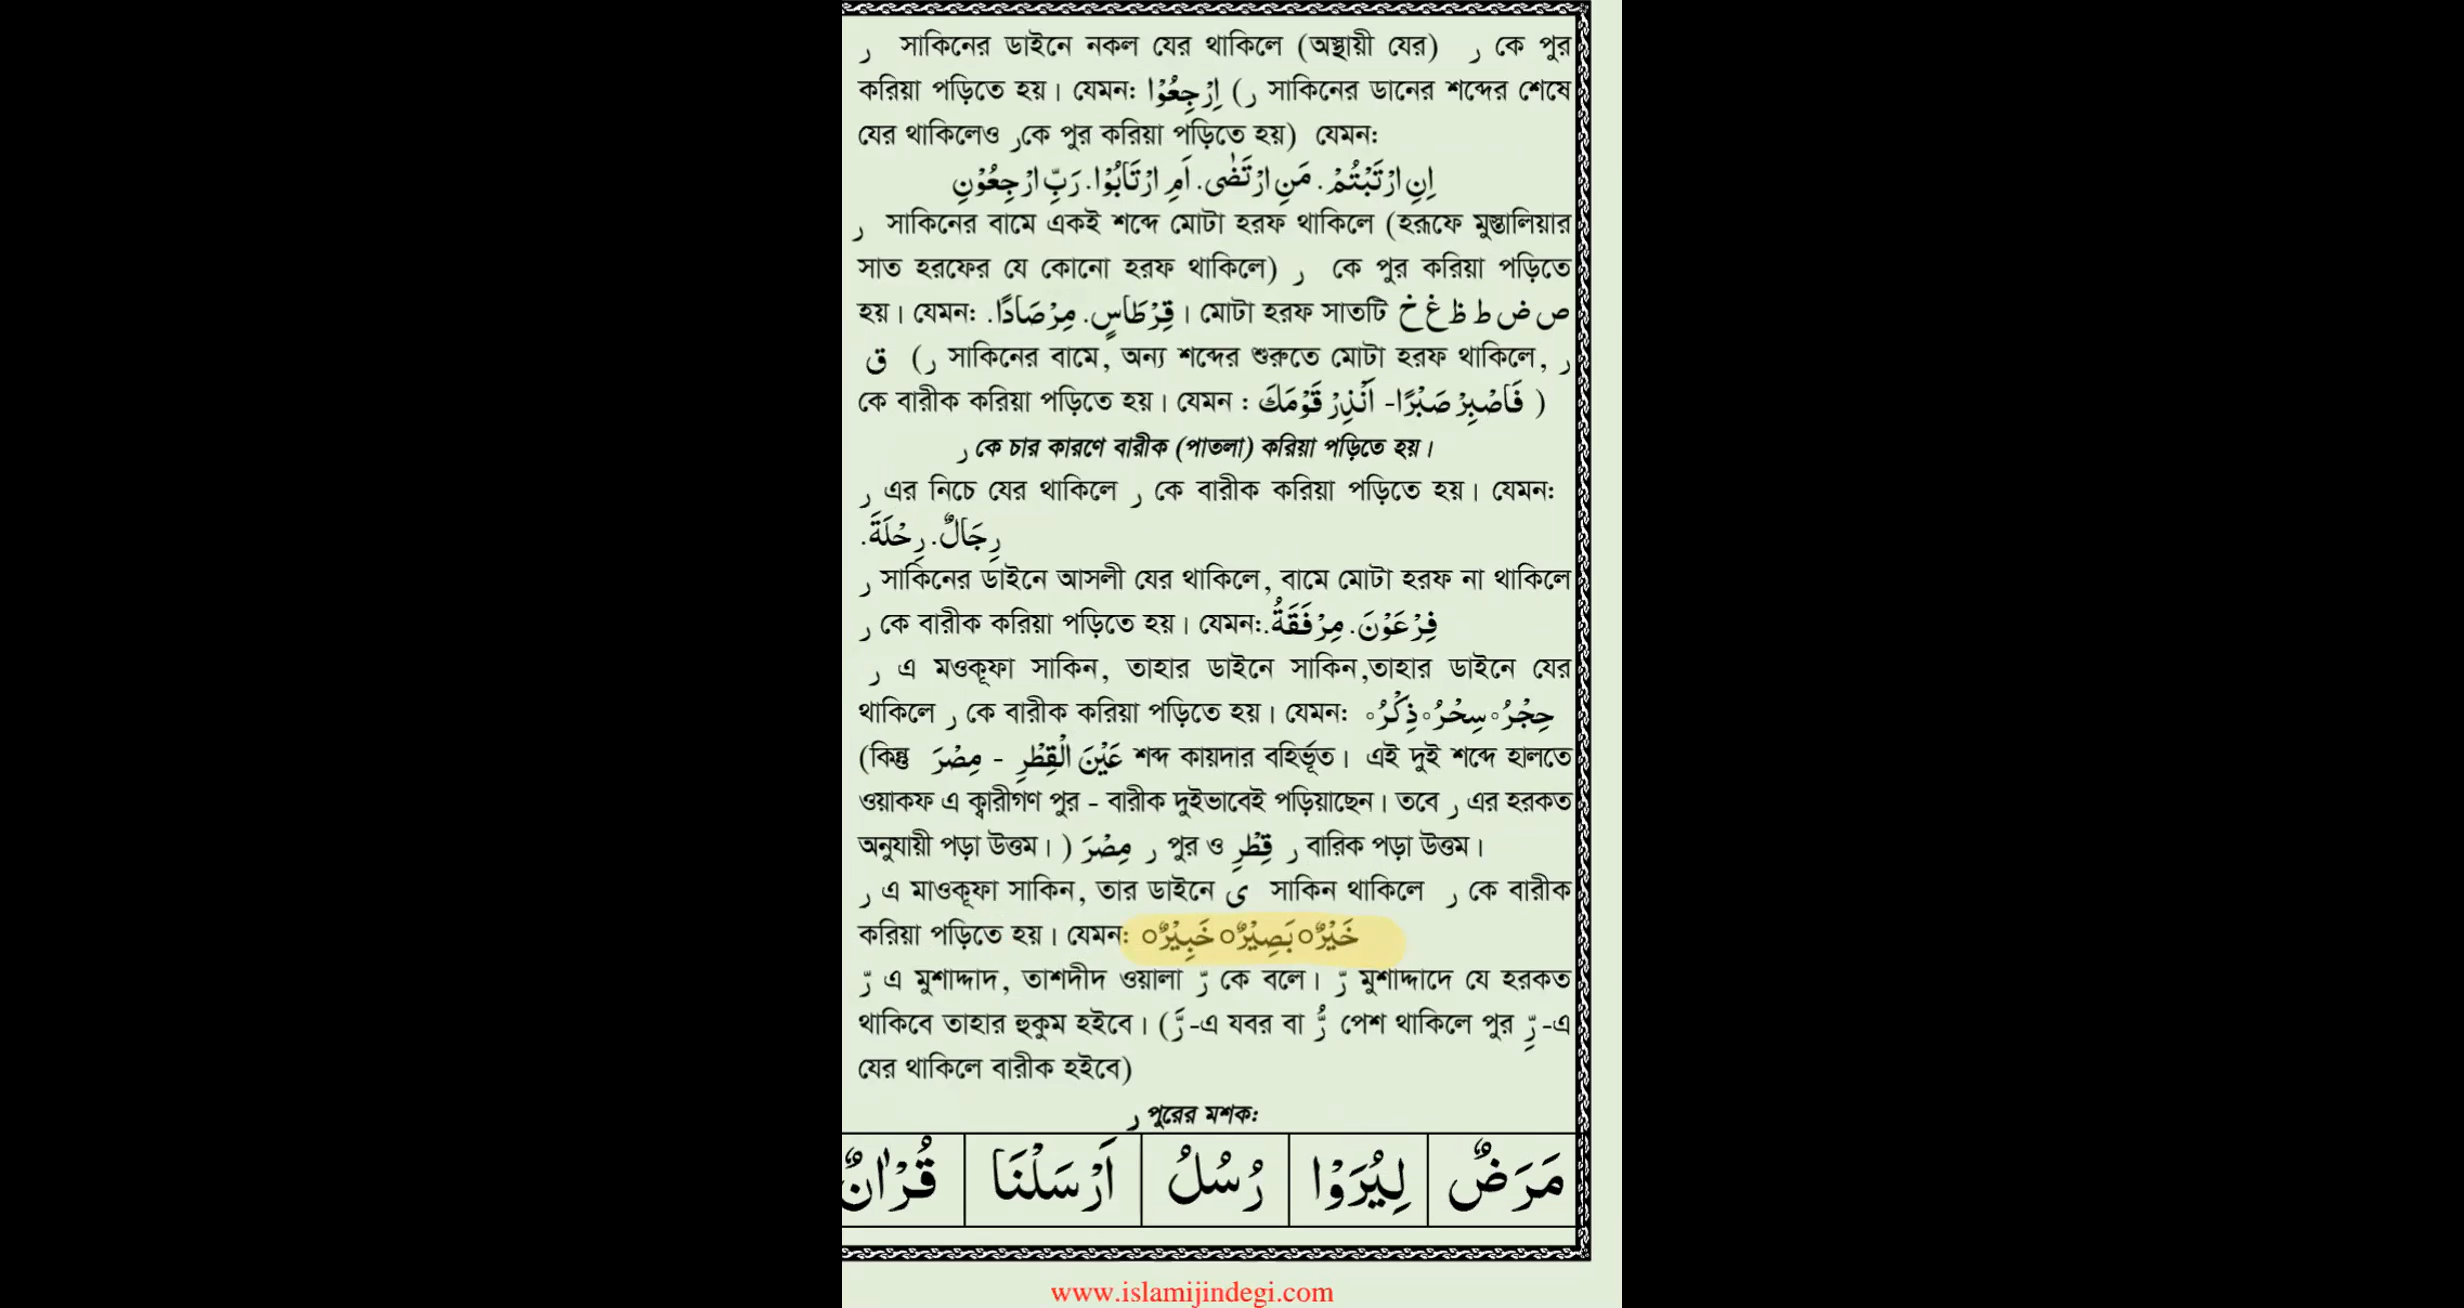 ر সাকিনের ডাইনে নকল যের থাকিলে (অস্থায়ী যের) ر কে পুর
করিয়া পড়িতে হয়। যেমন: اِرْجِعُوْا (ر সাকিনের ডানের শব্দের শেষে
যের থাকিলেও ر কে পুর করিয়া পড়িতে হয়) যেমন:
اِنِ ارْتَبْتُمْ. مَنِ ارْتَضٰى. اَمِ ارْتَابُوْا. رَبِّ ارْجِعُوْنِ
ر সাকিনের বামে একই শব্দে মোটা হরফ থাকিলে (হরূফে মুস্তালিয়ার
সাত হরফের যে কোনো হরফ থাকিলে) ر কে পুর করিয়া পড়িতে
হয়। যেমন: قِرْطَاسٍ. مِرْصَادًا. । মোটা হরফ সাতটি ص ض ط ظ غ خ
ق (ر সাকিনের বামে, অন্য শব্দের শুরুতে মোটা হরফ থাকিলে, ر
কে বারীক করিয়া পড়িতে হয়। যেমন : فَاصْبِرْ صَبْرًا- اَنْذِرْ قَوْمَكَ )
ر কে চার কারণে বারীক (পাতলা) করিয়া পড়িতে হয়।
ر এর নিচে যের থাকিলে ر কে বারীক করিয়া পড়িতে হয়। যেমন:
رِجَالٌ. رِحْلَةَ.
ر সাকিনের ডাইনে আসলী যের থাকিলে, বামে মোটা হরফ না থাকিলে
ر কে বারীক করিয়া পড়িতে হয়। যেমন: فِرْعَوْنَ. مِرْفَقَةُ.
ر এ মওকূফা সাকিন, তাহার ডাইনে সাকিন,তাহার ডাইনে যের
থাকিলে ر কে বারীক করিয়া পড়িতে হয়। যেমন: حِجْرُ○ سِحْرُ○ ذِكْرُ○
(কিন্তু عَيْنَ الْقِطْرِ - مِصْرَ শব্দ কায়দার বহির্ভূত। এই দুই শব্দে হালতে
ওয়াকফ এ ক্বারীগণ পুর - বারীক দুইভাবেই পড়িয়াছেন। তবে ر এর হরকত
অনুযায়ী পড়া উত্তম। ) مِصْرَ ر পুর ও قِطْرِ ر বারিক পড়া উত্তম।
ر এ মাওকূফা সাকিন, তার ডাইনে ى সাকিন থাকিলে ر কে বারীক
করিয়া পড়িতে হয়। যেমন: خَيْرٌ○ بَصِيْرٌ○ خَبِيْرٌ○
رّ এ মুশাদ্দাদ, তাশদীদ ওয়ালা رّ কে বলে। رّ মুশাদ্দাদে যে হরকত
থাকিবে তাহার হুকুম হইবে। (رَّ-এ যবর বা رُّ পেশ থাকিলে পুর رِّ-এ
যের থাকিলে বারীক হইবে)
ر পুরের মশক:
مَرَضٌ لِيُرَوْا رُسُلُ اَرْسَلْنَا قُرْاٰنٌ
www.islamijindegi.com